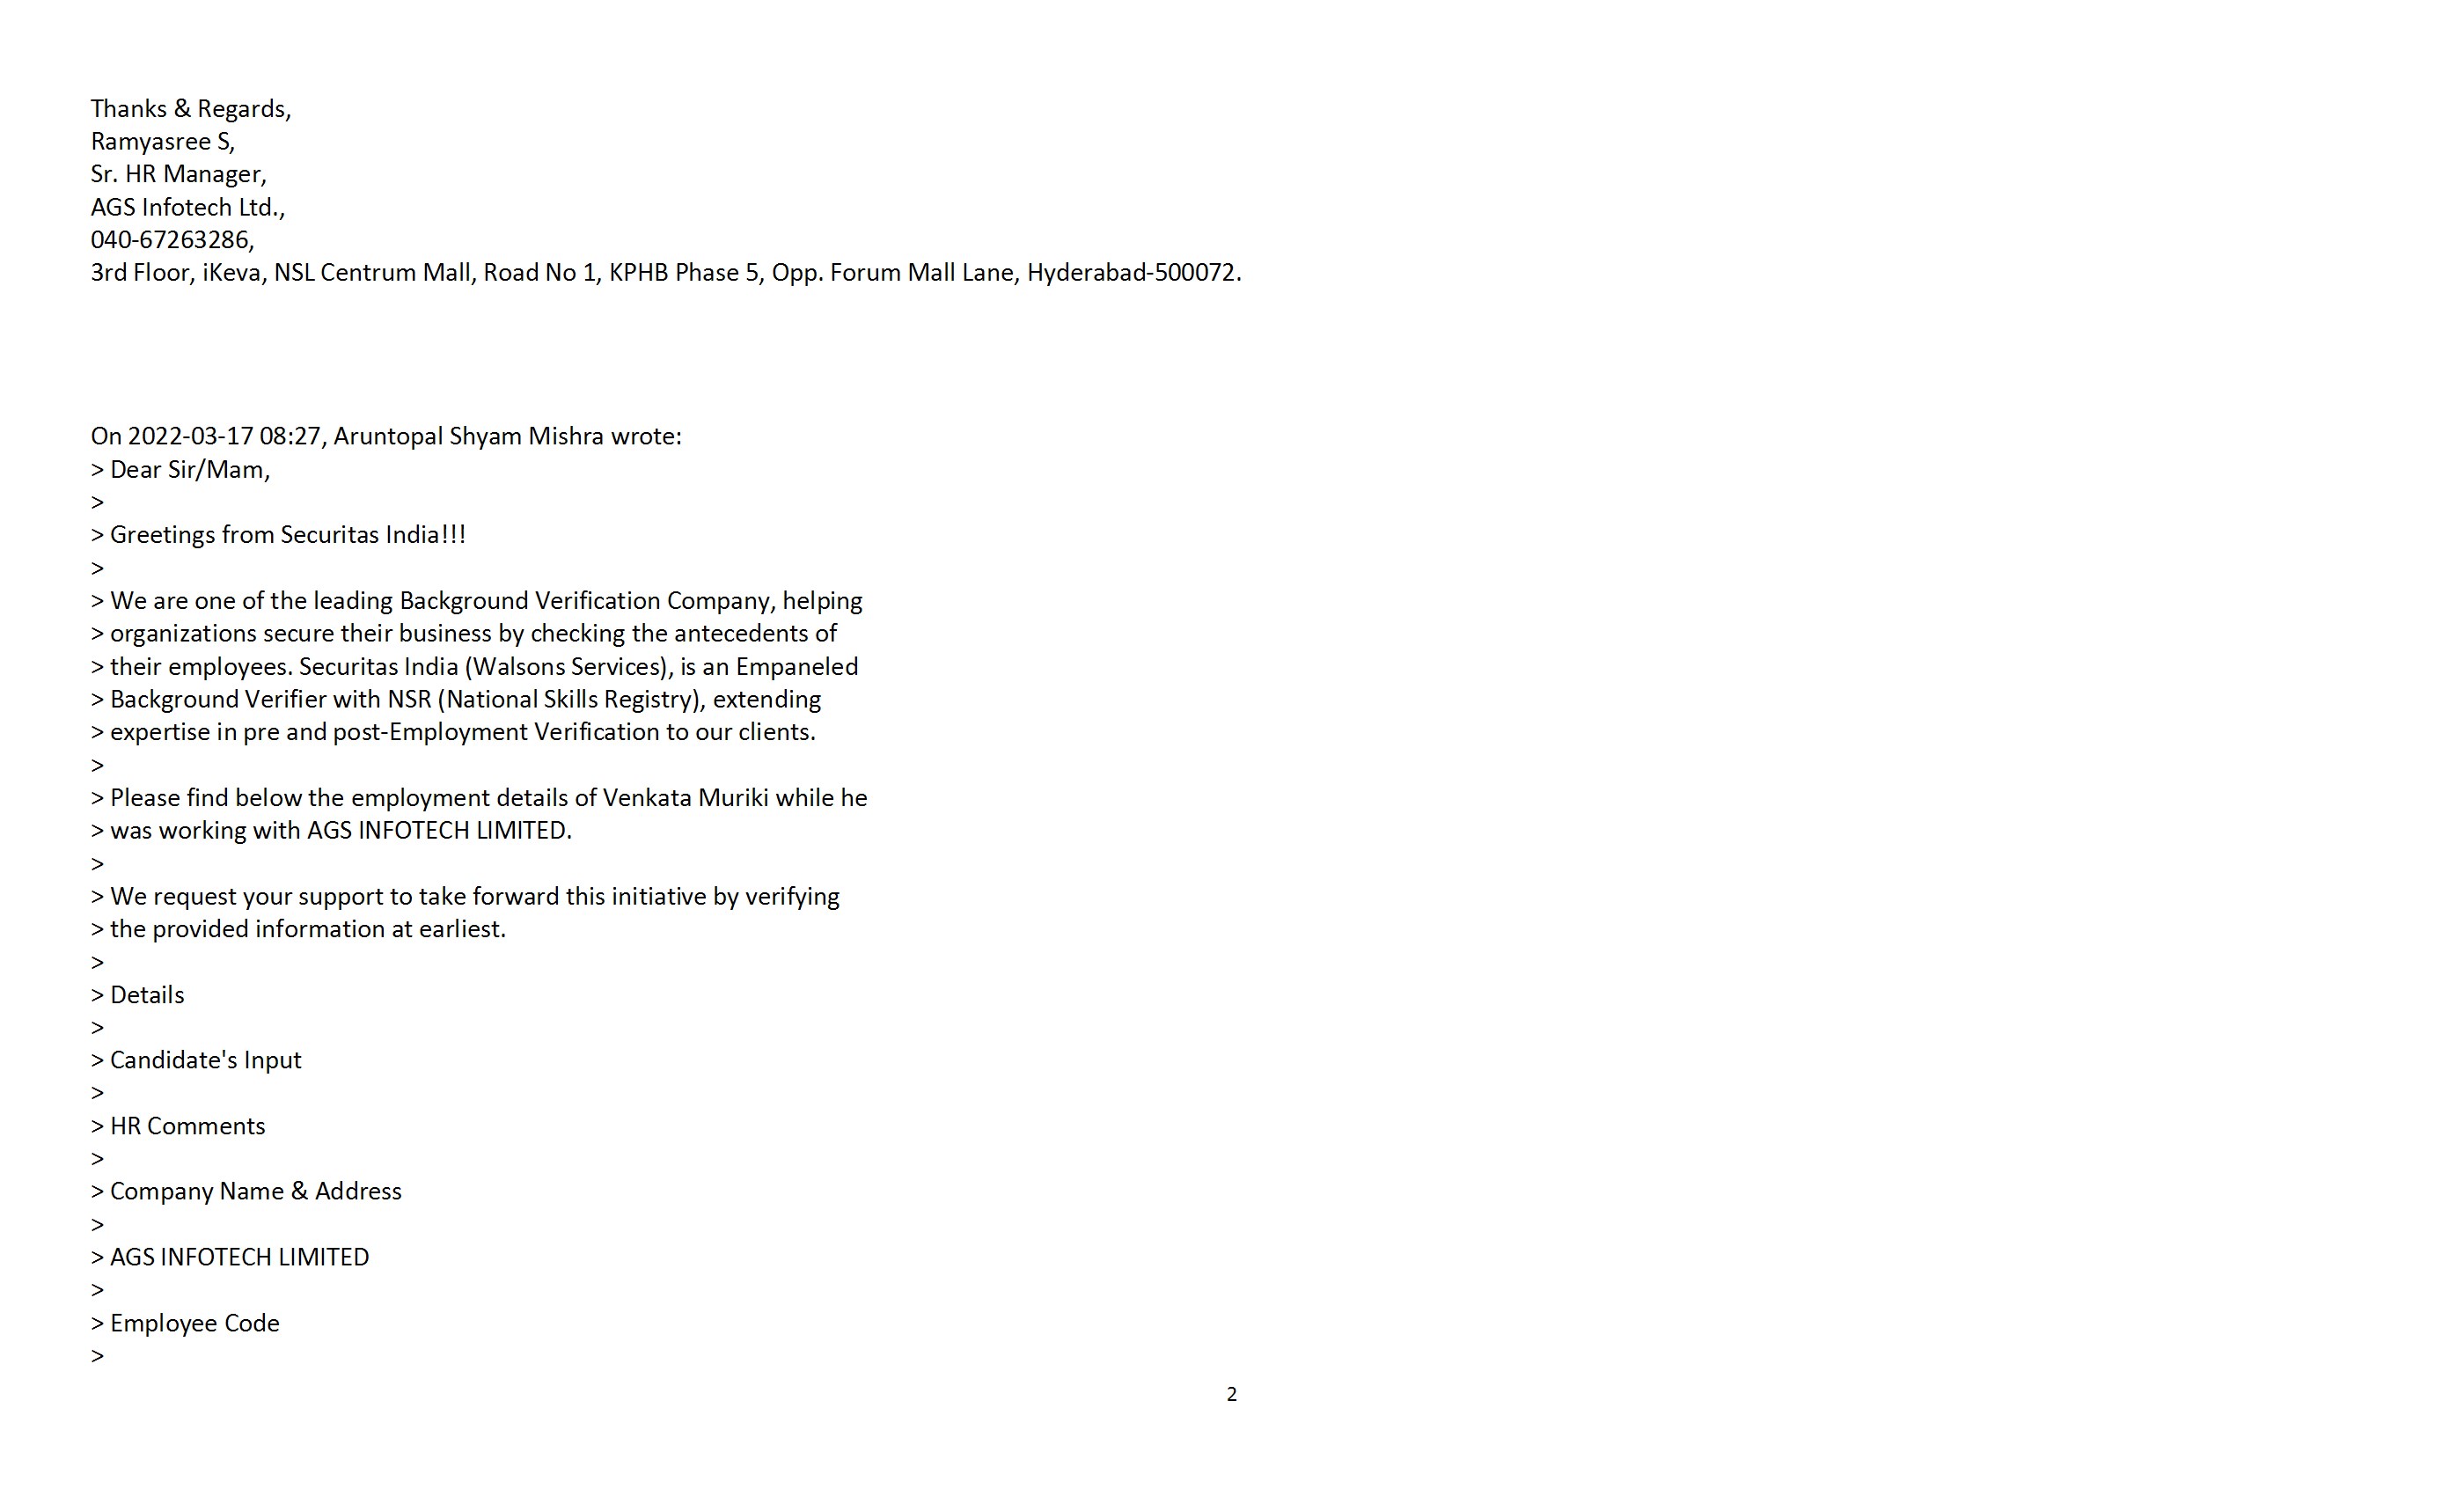 Thanks & Regards,
Ramyasree S,
Sr. HR Manager,
AGS Infotech Ltd.,
040-67263286,
3rd Floor, iKeva, NSL Centrum Mall, Road No 1, KPHB Phase 5, Opp. Forum Mall Lane, Hyderabad-500072.
On 2022-03-17 08:27, Aruntopal Shyam Mishra wrote:
> Dear Sir/Mam,
>
> Greetings from Securitas India!!!
>
> We are one of the leading Background Verification Company, helping
> organizations secure their business by checking the antecedents of
> their employees. Securitas India (Walsons Services), is an Empaneled
> Background Verifier with NSR (National Skills Registry), extending
> expertise in pre and post-Employment Verification to our clients.
>
> Please find below the employment details of Venkata Muriki while he
> was working with AGS INFOTECH LIMITED.
>
> We request your support to take forward this initiative by verifying
> the provided information at earliest.
>
> Details
>
> Candidate's Input
>
> HR Comments
>
> Company Name & Address
>
> AGS INFOTECH LIMITED
>
> Employee Code
>
2